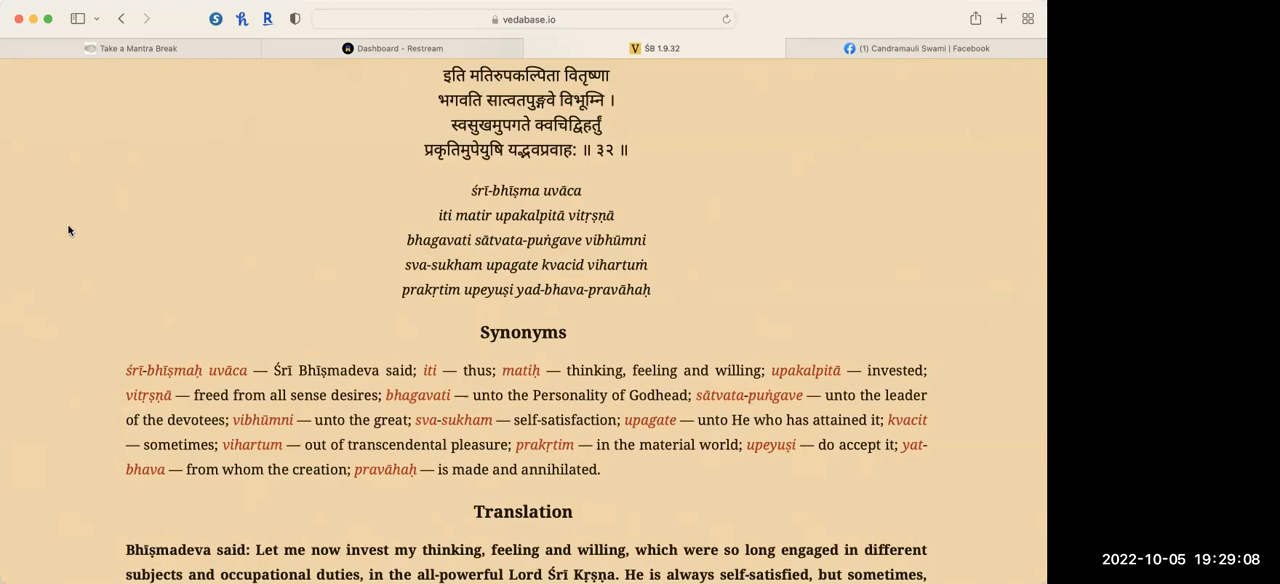 vedabase.io
Take a Mantra Break
Dashboard - Restream
ŚB 1.9.32
(1) Candramauli Swami | Facebook
इति मतिरुपकल्पिता वितृष्णा
भगवति सात्वतपुङ्गवे विभूम्नि ।
स्वसुखमुपगते क्वचिद्विहर्तुं
प्रकृतिमुपेयुषि यद्भवप्रवाह: ॥ ३२ ॥
śrī-bhīṣma uvāca
iti matir upakalpitā vitṛṣṇā
bhagavati sātvata-puṅgave vibhūmni
sva-sukham upagate kvacid vihartuṁ
prakṛtim upeyuṣi yad-bhava-pravāhaḥ
Synonyms
śrī-bhīṣmaḥ uvāca — Śrī Bhīṣmadeva said; iti — thus; matiḥ — thinking, feeling and willing; upakalpitā — invested;
vitṛṣṇā — freed from all sense desires; bhagavati — unto the Personality of Godhead; sātvata-puṅgave — unto the leader
of the devotees; vibhūmni — unto the great; sva-sukham — self-satisfaction; upagate — unto He who has attained it; kvacit
— sometimes; vihartum — out of transcendental pleasure; prakṛtim — in the material world; upeyuṣi — do accept it; yat-
bhava — from whom the creation; pravāhaḥ — is made and annihilated.
Translation
Bhīṣmadeva said: Let me now invest my thinking, feeling and willing, which were so long engaged in different
subjects and occupational duties, in the all-powerful Lord Śrī Kṛṣṇa. He is always self-satisfied, but sometimes,
2022-10-05 19:29:08